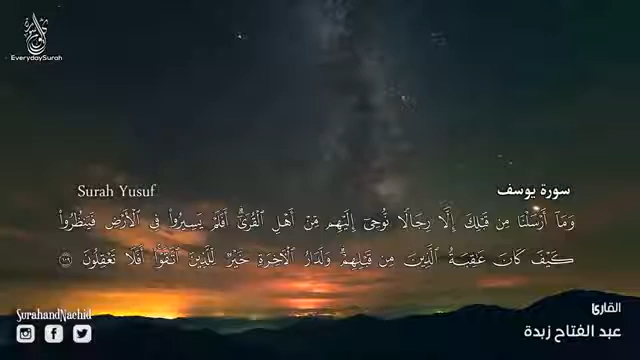 EverydaySurah
Surah Yusuf
سورة يوسف
وَمَآ أَرْسَلْنَا مِن قَبْلِكَ إِلَّا رِجَالًا نُّوحِىٓ إِلَيْهِم مِّنْ أَهْلِ ٱلْقُرَىٰٓ ۗ أَفَلَمْ يَسِيرُوا۟ فِى ٱلْأَرْضِ فَيَنظُرُوا۟
كَيْفَ كَانَ عَٰقِبَةُ ٱلَّذِينَ مِن قَبْلِهِمْ ۗ وَلَدَارُ ٱلْءَاخِرَةِ خَيْرٌ لِّلَّذِينَ ٱتَّقَوْا۟ ۗ أَفَلَا تَعْقِلُونَ ١٠٩
SurahandNachid
القارئ
عبد الفتاح زبدة